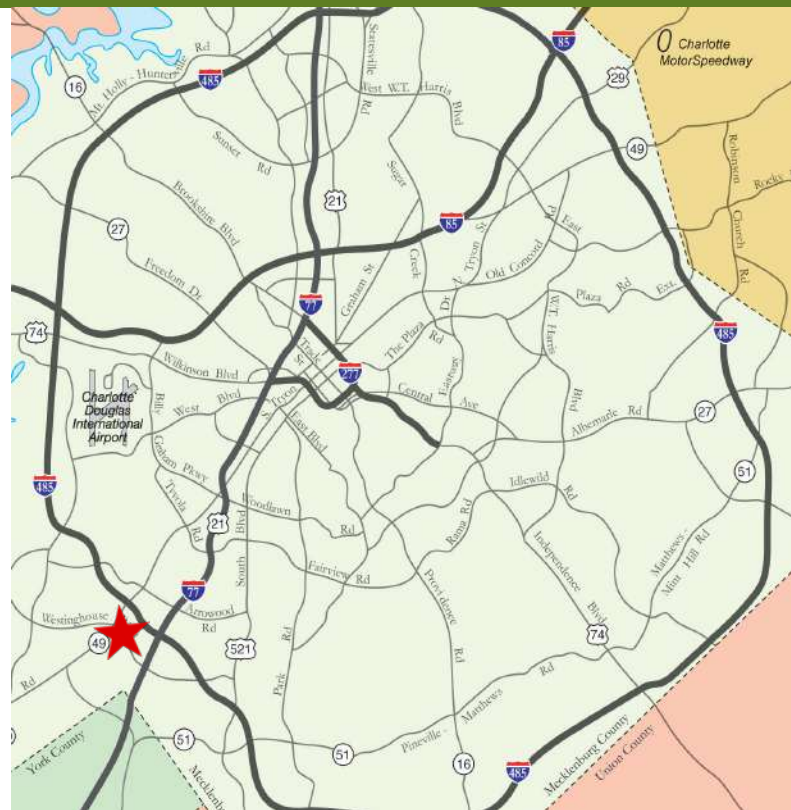 85
Charlotte
MotorSpeedway
Statesville
Rd
Mt. Holly - Huntersville
Rd
485
16
29
West W.T. Harris
Blvd
49
Sunset Rd
Sugar
Creek
Rd
Robinson
Church
Rd
Rocky
Brookshire Blvd
21
27
85
East
W.T. Harris
Blvd
Rd
Freedom Dr
Graham St
N Tryon St
Old Concord
Rd
77
Plaza
Rd
Ext.
74
Trade
St
The Plaza
Eastway
Dr
485
Wilkinson Blvd
277
Charlotte
Douglas
International
Airport
Billy
Graham Pkwy
West Blvd
S. Tryon
Central Ave
East Blvd
Albemarle Rd
27
51
485
Tyvola
Rd
Woodlawn
Rd
Idlewild
Rd
21
South Blvd
Rama Rd
Independence
Blvd
Matthews -
Mint Hill Rd
Fairview Rd
Providence
Rd
77
Westinghouse
Arrowood
Rd
49
521
74
Park Rd
Rd
Pineville - Matthews
Rd
51
51
16
485
York County
Mecklenburg County
Union County